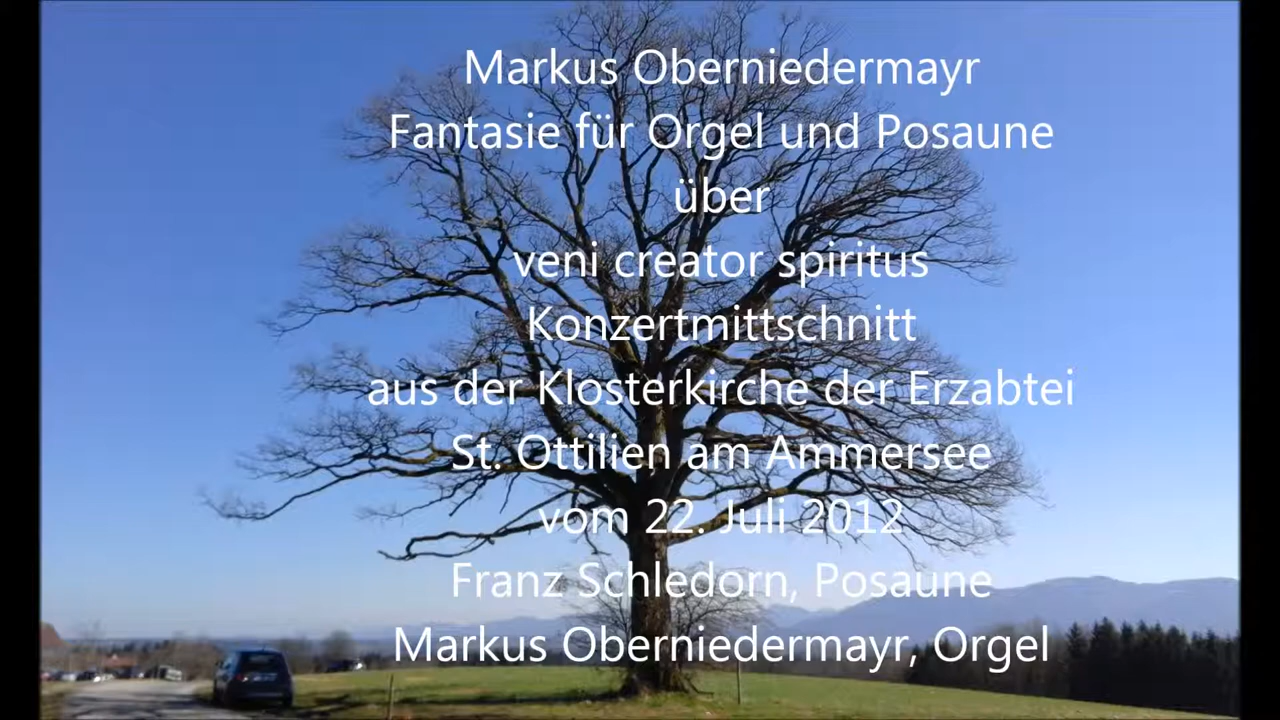 Markus Oberniedermayr
Fantasie für Orgel und Posaune
über
veni creator spiritus
Konzertmittschnitt
aus der Klosterkirche der Erzabtei
St. Ottilien am Ammersee
vom 22. Juli 2012
Franz Schledorn, Posaune
Markus Oberniedermayr, Orgel